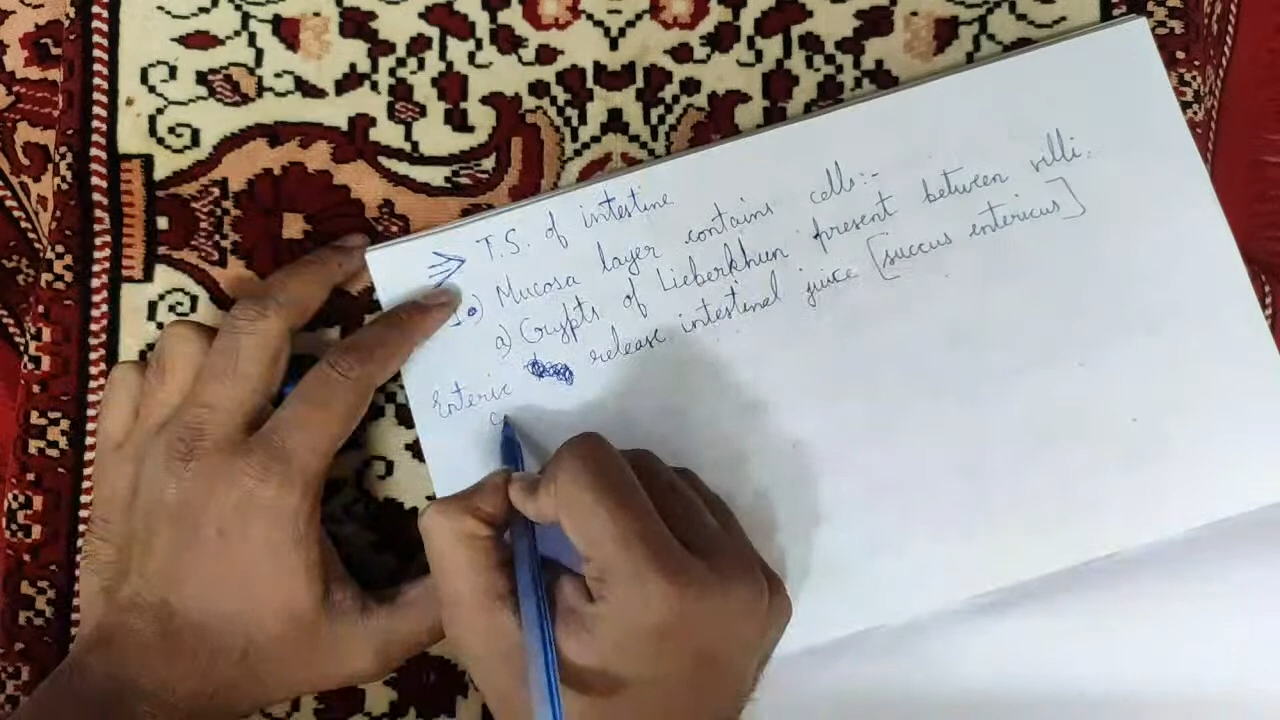 T.S. of intestine
1.) Mucosa layer contains cells:-
a) Crypts of Lieberkhun present between villi.
release intestinal juice [succus entericus]
Enteric